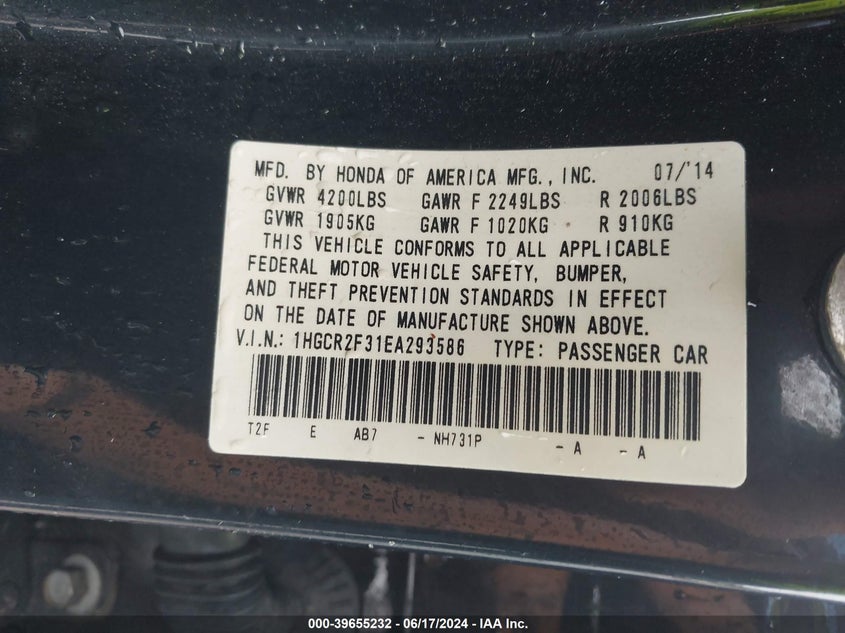 MFD. BY HONDA OF AMERICA MFG., INC. 07/'14
GVWR 4200LBS GAWR F 2249LBS R 2006LBS
GVWR 1905KG GAWR F 1020KG R 910KG
THIS VEHICLE CONFORMS TO ALL APPLICABLE
FEDERAL MOTOR VEHICLE SAFETY, BUMPER,
AND THEFT PREVENTION STANDARDS IN EFFECT
ON THE DATE OF MANUFACTURE SHOWN ABOVE.
V.I.N.: 1HGCR2F31EA293586 TYPE: PASSENGER CAR
T2F E AB7 - NH731P - A - A
000-39655232 - 06/17/2024 - IAA Inc.